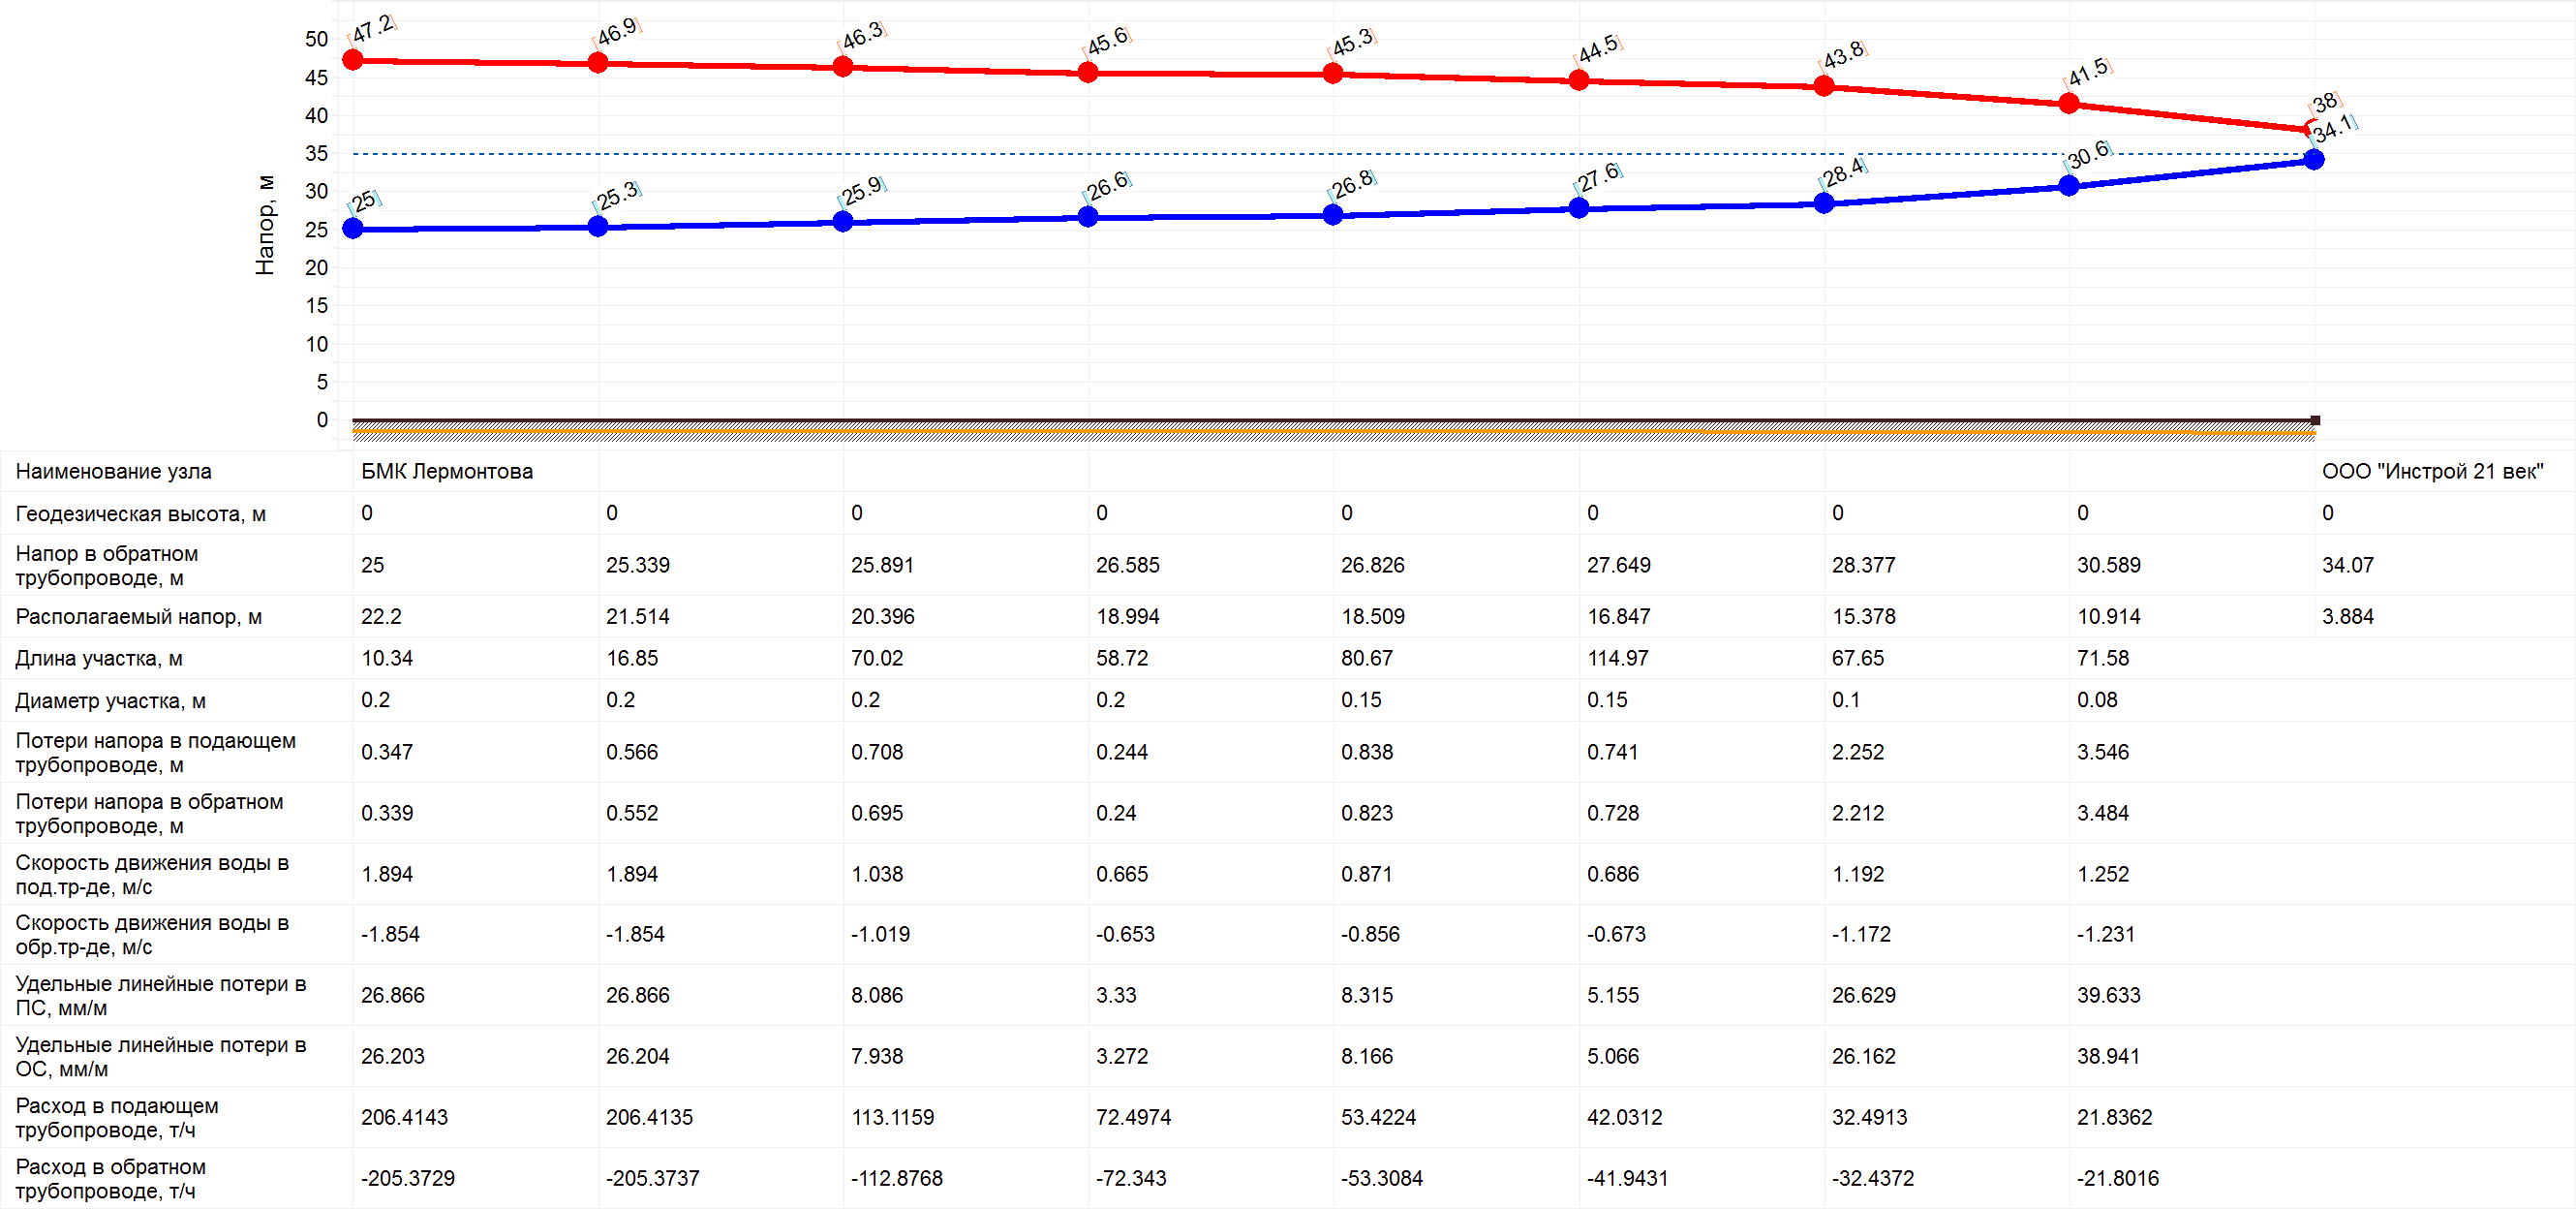 [47.2]
[46.9]
[46.3]
[45.6]
[45.3]
[44.5]
[43.8]
[41.5]
[38]
[34.1]
[25]
[25.3]
[25.9]
[26.6]
[26.8]
[27.6]
[28.4]
[30.6]
Напор, м
50
45
40
35
30
25
20
15
10
5
0
Наименование узла БМК Лермонтова ООО "Инстрой 21 век"
Геодезическая высота, м 0 0 0 0 0 0 0 0 0
Напор в обратном
трубопроводе, м 25 25.339 25.891 26.585 26.826 27.649 28.377 30.589 34.07
Располагаемый напор, м 22.2 21.514 20.396 18.994 18.509 16.847 15.378 10.914 3.884
Длина участка, м 10.34 16.85 70.02 58.72 80.67 114.97 67.65 71.58
Диаметр участка, м 0.2 0.2 0.2 0.2 0.15 0.15 0.1 0.08
Потери напора в подающем
трубопроводе, м 0.347 0.566 0.708 0.244 0.838 0.741 2.252 3.546
Потери напора в обратном
трубопроводе, м 0.339 0.552 0.695 0.24 0.823 0.728 2.212 3.484
Скорость движения воды в
под.тр-де, м/с 1.894 1.894 1.038 0.665 0.871 0.686 1.192 1.252
Скорость движения воды в
обр.тр-де, м/с -1.854 -1.854 -1.019 -0.653 -0.856 -0.673 -1.172 -1.231
Удельные линейные потери в
ПС, мм/м 26.866 26.866 8.086 3.33 8.315 5.155 26.629 39.633
Удельные линейные потери в
ОС, мм/м 26.203 26.204 7.938 3.272 8.166 5.066 26.162 38.941
Расход в подающем
трубопроводе, т/ч 206.4143 206.4135 113.1159 72.4974 53.4224 42.0312 32.4913 21.8362
Расход в обратном
трубопроводе, т/ч -205.3729 -205.3737 -112.8768 -72.343 -53.3084 -41.9431 -32.4372 -21.8016